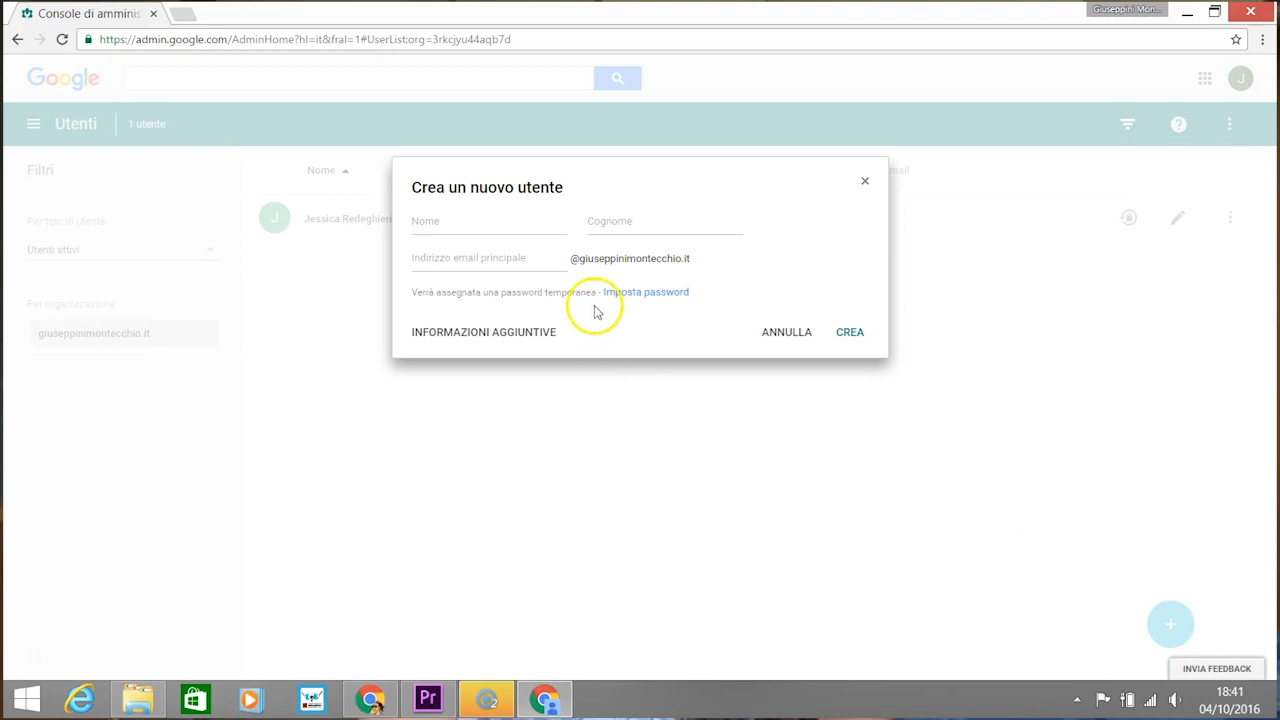 Console di amminis
Giuseppini Mon...
https://admin.google.com/AdminHome?hl=it&fral=1#UserList:org=3rkcjyu44aqb7d
Google
J
Utenti
1 utente
Filtri
Nome
mail
Per tipo di utente
J
Jessica Redeghieri
Utenti attivi
Per organizzazione
giuseppinimontecchio.it
Crea un nuovo utente
Nome
Cognome
Indirizzo email principale
@giuseppinimontecchio.it
Verrà assegnata una password temporanea - Imposta password
INFORMAZIONI AGGIUNTIVE
ANNULLA
CREA
INVIA FEEDBACK
Pr
18:41
04/10/2016